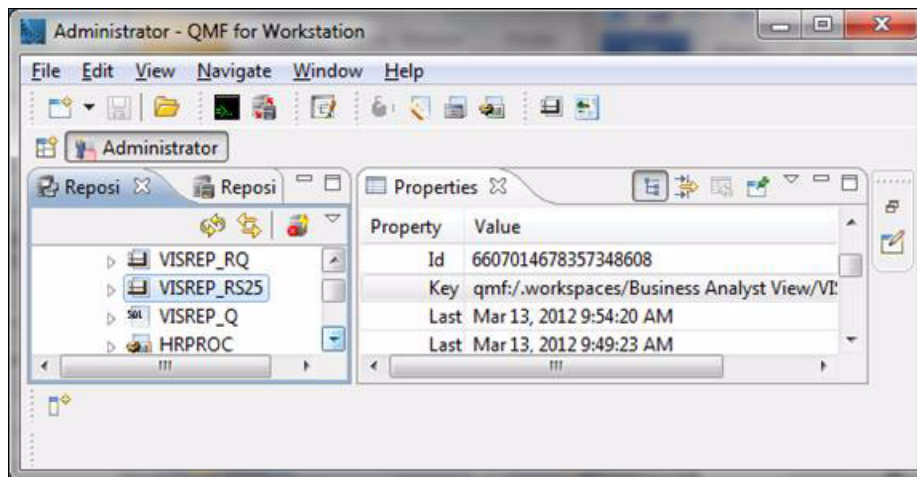 Administrator - QMF for Workstation
File Edit View Navigate Window Help
Administrator
Reposi
Reposi
Properties
Property Value
VISREP_RQ
VISREP_RS25
SQL VISREP_Q
HRPROC
Id 6607014678357348608
Key qmf:/.workspaces/Business Analyst View/VI
Last Mar 13, 2012 9:54:20 AM
Last Mar 13, 2012 9:49:23 AM